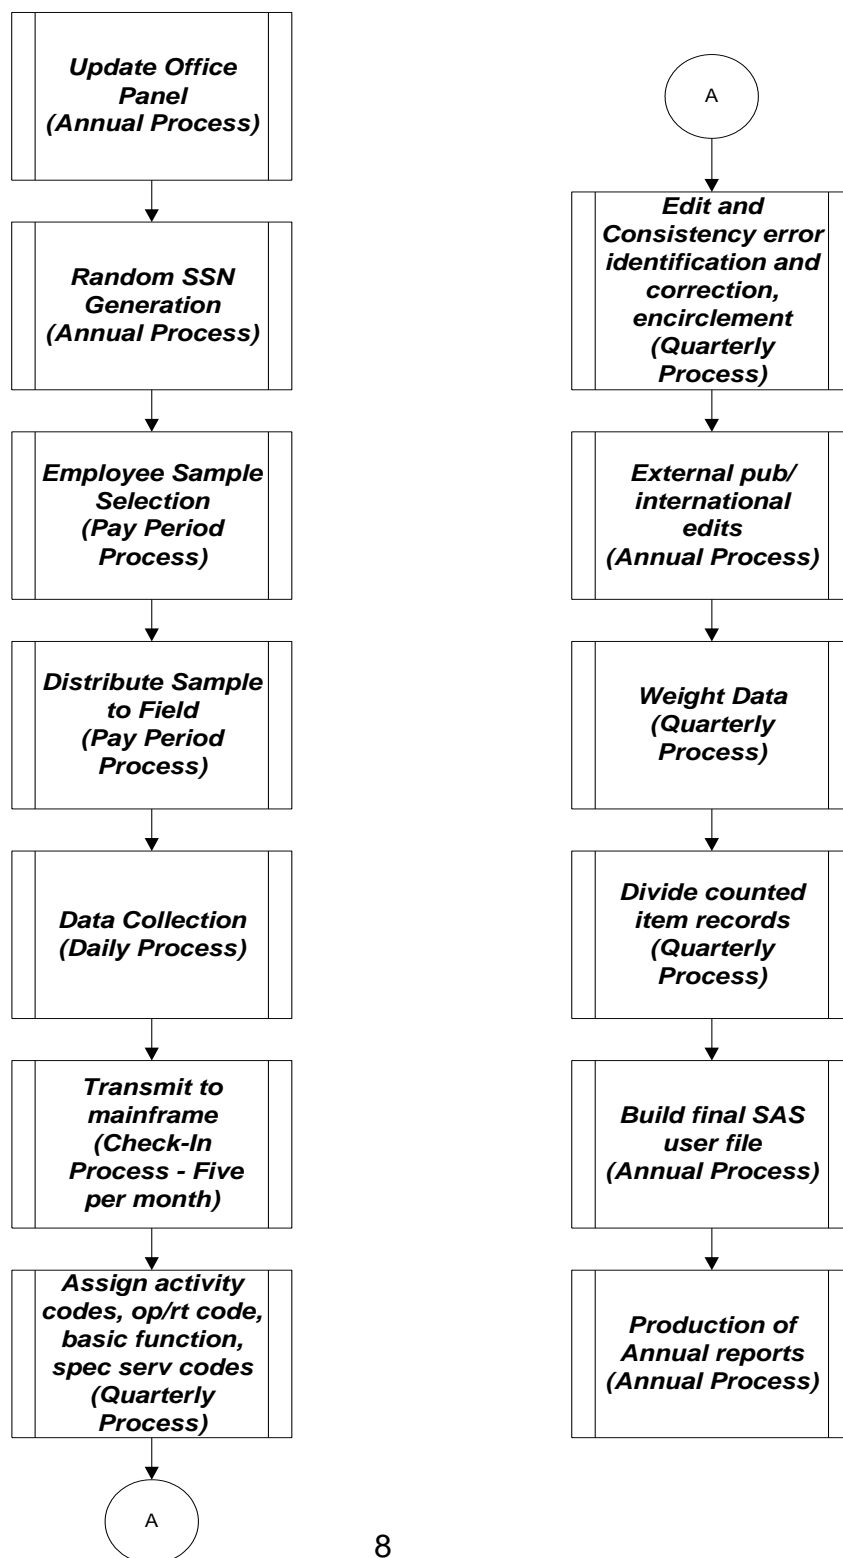 Update Office
Panel
(Annual Process)
Random SSN
Generation
(Annual Process)
Employee Sample
Selection
(Pay Period
Process)
Distribute Sample
to Field
(Pay Period
Process)
Data Collection
(Daily Process)
Transmit to
mainframe
(Check-In
Process - Five
per month)
Assign activity
codes, op/rt code,
basic function,
spec serv codes
(Quarterly
Process)
A
A
Edit and
Consistency error
identification and
correction,
encirclement
(Quarterly
Process)
External pub/
international
edits
(Annual Process)
Weight Data
(Quarterly
Process)
Divide counted
item records
(Quarterly
Process)
Build final SAS
user file
(Annual Process)
Production of
Annual reports
(Annual Process)
8